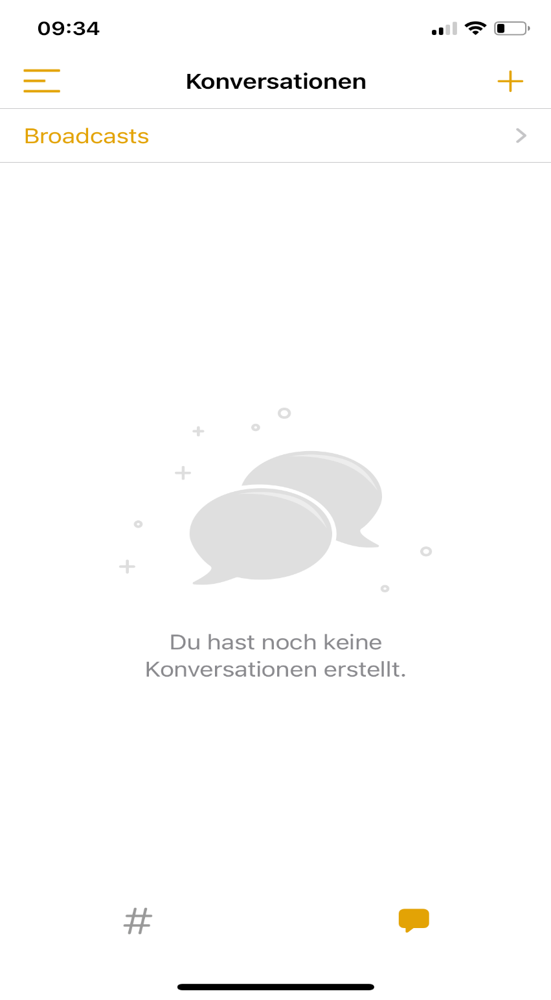 09:34
Konversationen
Broadcasts
Du hast noch keine
Konversationen erstellt.
#